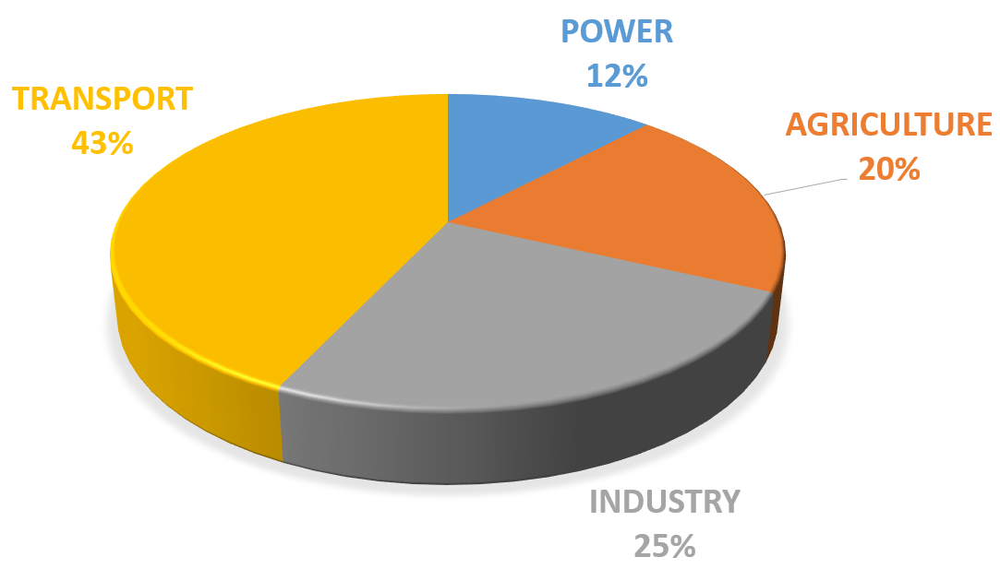 POWER
12%
TRANSPORT
43%
AGRICULTURE
20%
INDUSTRY
25%